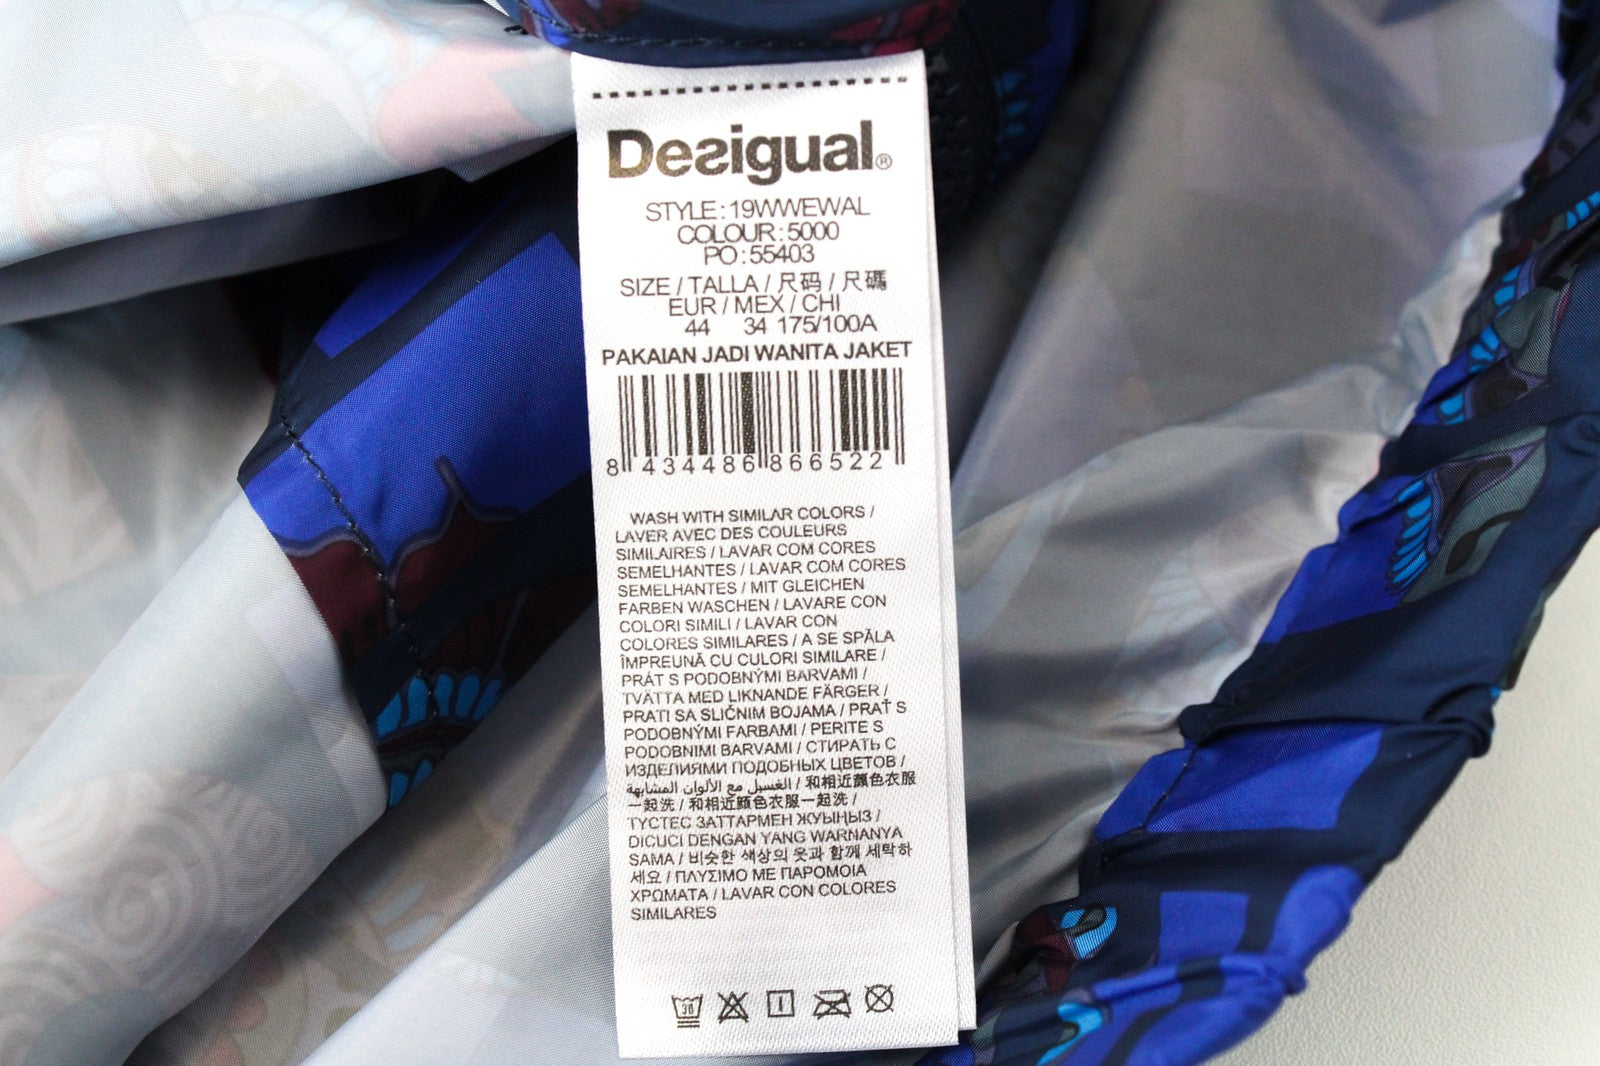 Desigual®
STYLE : 19WWEWAL
COLOUR : 5000
PO : 55403
SIZE / TALLA / 尺码 / 尺碼
EUR / MEX / CHI
44 34 175/100A
PAKAIAN JADI WANITA JAKET
8 434486 866522
WASH WITH SIMILAR COLORS /
LAVER AVEC DES COULEURS
SIMILAIRES / LAVAR COM CORES
SEMELHANTES / LAVAR COM CORES
SEMELHANTES / MIT GLEICHEN
FARBEN WASCHEN / LAVARE CON
COLORI SIMILI / LAVAR CON
COLORES SIMILARES / A SE SPĂLA
ÎMPREUNĂ CU CULORI SIMILARE /
PRÁT S PODOBNÝMI BARVAMI /
TVÄTTA MED LIKNANDE FÄRGER /
PRATI SA SLIČNIM BOJAMA / PRAŤ S
PODOBNÝMI FARBAMI / PERITE S
PODOBNIMI BARVAMI / СТИРАТЬ С
ИЗДЕЛИЯМИ ПОДОБНЫХ ЦВЕТОВ /
الغسيل مع الألوان المشابهة / 和相近颜色衣服
一起洗 / 和相近顏色衣服一起洗 /
ТҮСТЕС ЗАТТАРМЕН ЖУЫҢЫЗ /
DICUCI DENGAN YANG WARNANYA
SAMA / 비슷한 색상의 옷과 함께 세탁하
세요 / ΠΛΥΣΙΜΟ ΜΕ ΠΑΡΟΜΟΙΑ
ΧΡΩΜΑΤΑ / LAVAR CON COLORES
SIMILARES
30